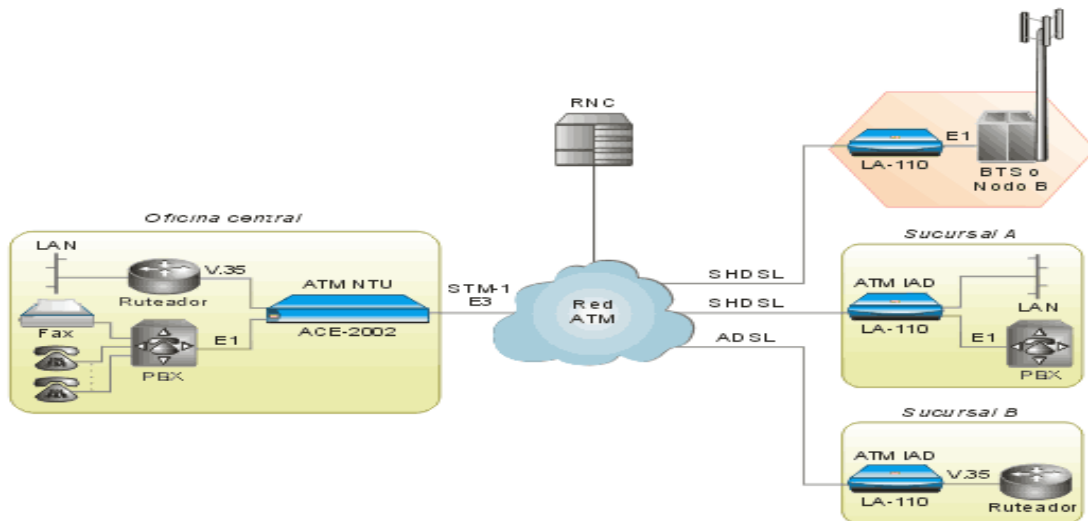 RNC
E1
LA-110
BTS o
Nodo B
Oficina central
LAN
V.35
Ruteador
Fax
E1
PBX
ATM NTU
ACE-2002
STM-1
E3
Red
ATM
SHDSL
SHDSL
ADSL
Sucursal A
ATM IAD
LA-110
LAN
E1
PBX
Sucursal B
ATM IAD
LA-110
V.35
Ruteador